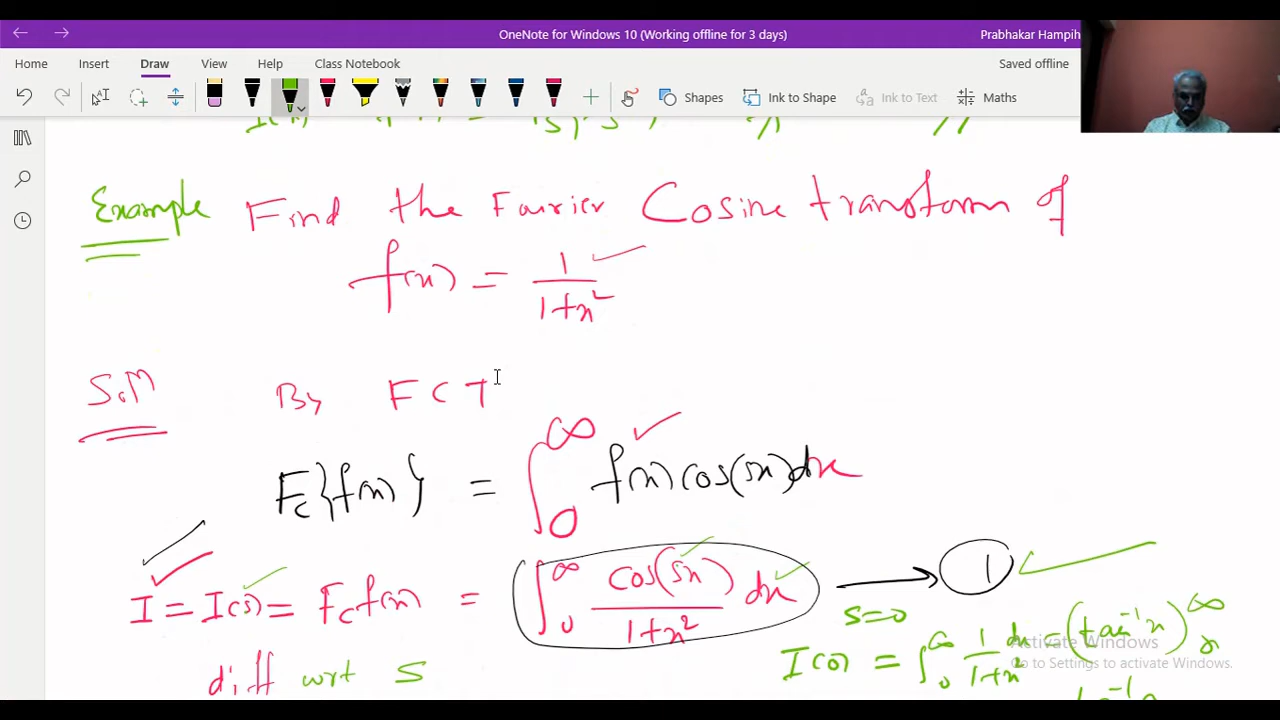 OneNote for Windows 10 (Working offline for 3 days)
Prabhakar Hampih
Home Insert Draw View Help Class Notebook Saved offline
Shapes Ink to Shape Ink to Text Maths
Example Find the Fourier Cosine transform of
f(x) = 1/(1+x²)
Soln By FCT
Fc{f(x)} = ∫₀^∞ f(x) cos(sx) dx
I = I(s) = Fc f(x) = ∫₀^∞ cos(sx)/(1+x²) dx → 1
s=0
I(0) = ∫₀^∞ 1/(1+x²) dx = (tan⁻¹x)^∞
diff wrt s
Activate Windows
Go to Settings to activate Windows.